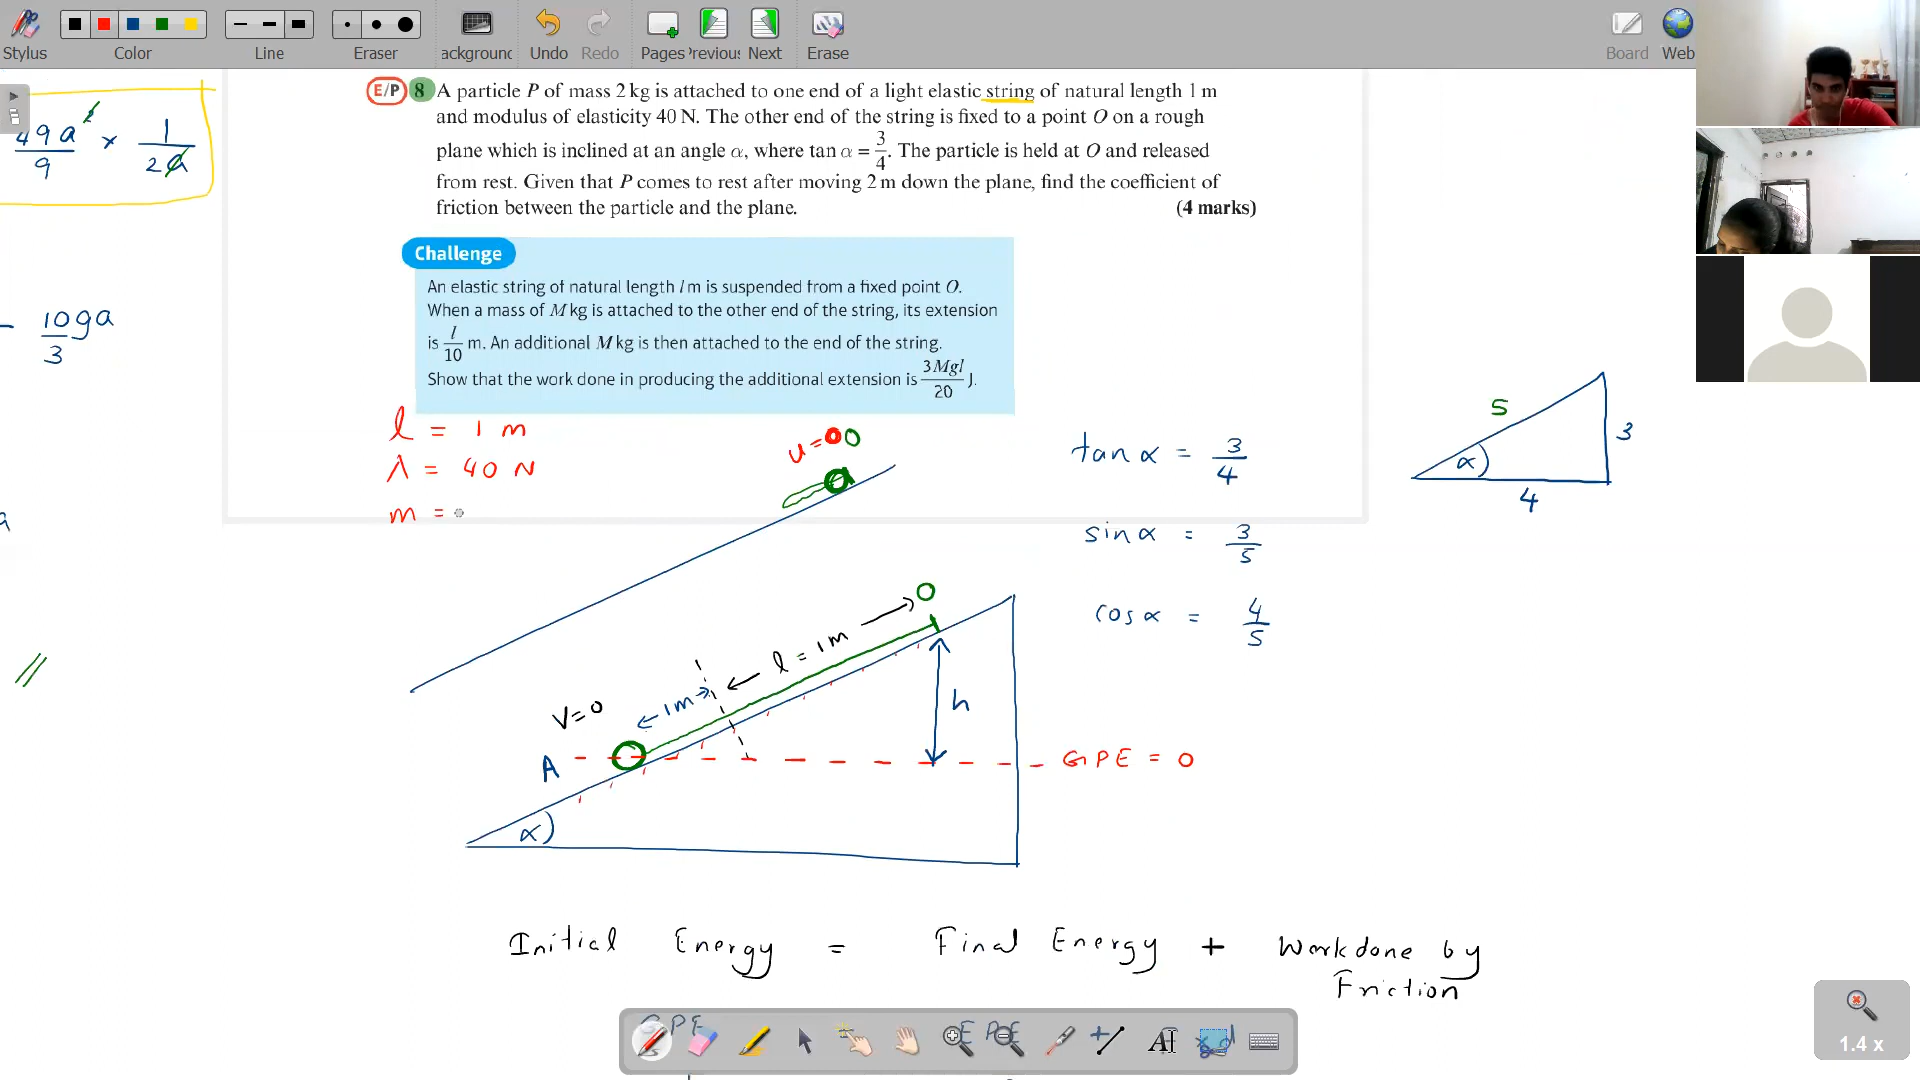 Stylus
Color
Line
Eraser
ackground
Undo
Redo
Pages
Previous
Next
Erase
Board
Web
E/P 8 A particle P of mass 2 kg is attached to one end of a light elastic string of natural length 1 m
and modulus of elasticity 40 N. The other end of the string is fixed to a point O on a rough
plane which is inclined at an angle α, where tan α = 3/4. The particle is held at O and released
from rest. Given that P comes to rest after moving 2 m down the plane, find the coefficient of
friction between the particle and the plane. (4 marks)
Challenge
An elastic string of natural length l m is suspended from a fixed point O.
When a mass of M kg is attached to the other end of the string, its extension
is l/10 m. An additional M kg is then attached to the end of the string.
Show that the work done in producing the additional extension is 3Mgl/20 J.
49a²/9 × 1/2a
- 10ga/3
l = 1 m
λ = 40 N
m =
u = 0
O
tan α = 3/4
sin α = 3/5
cos α = 4/5
5
3
α
4
O
l = 1m
1m
V=0
h
A
GPE = 0
α
Initial Energy = Final Energy + Workdone by
Friction
GPE
EPE
1.4 x